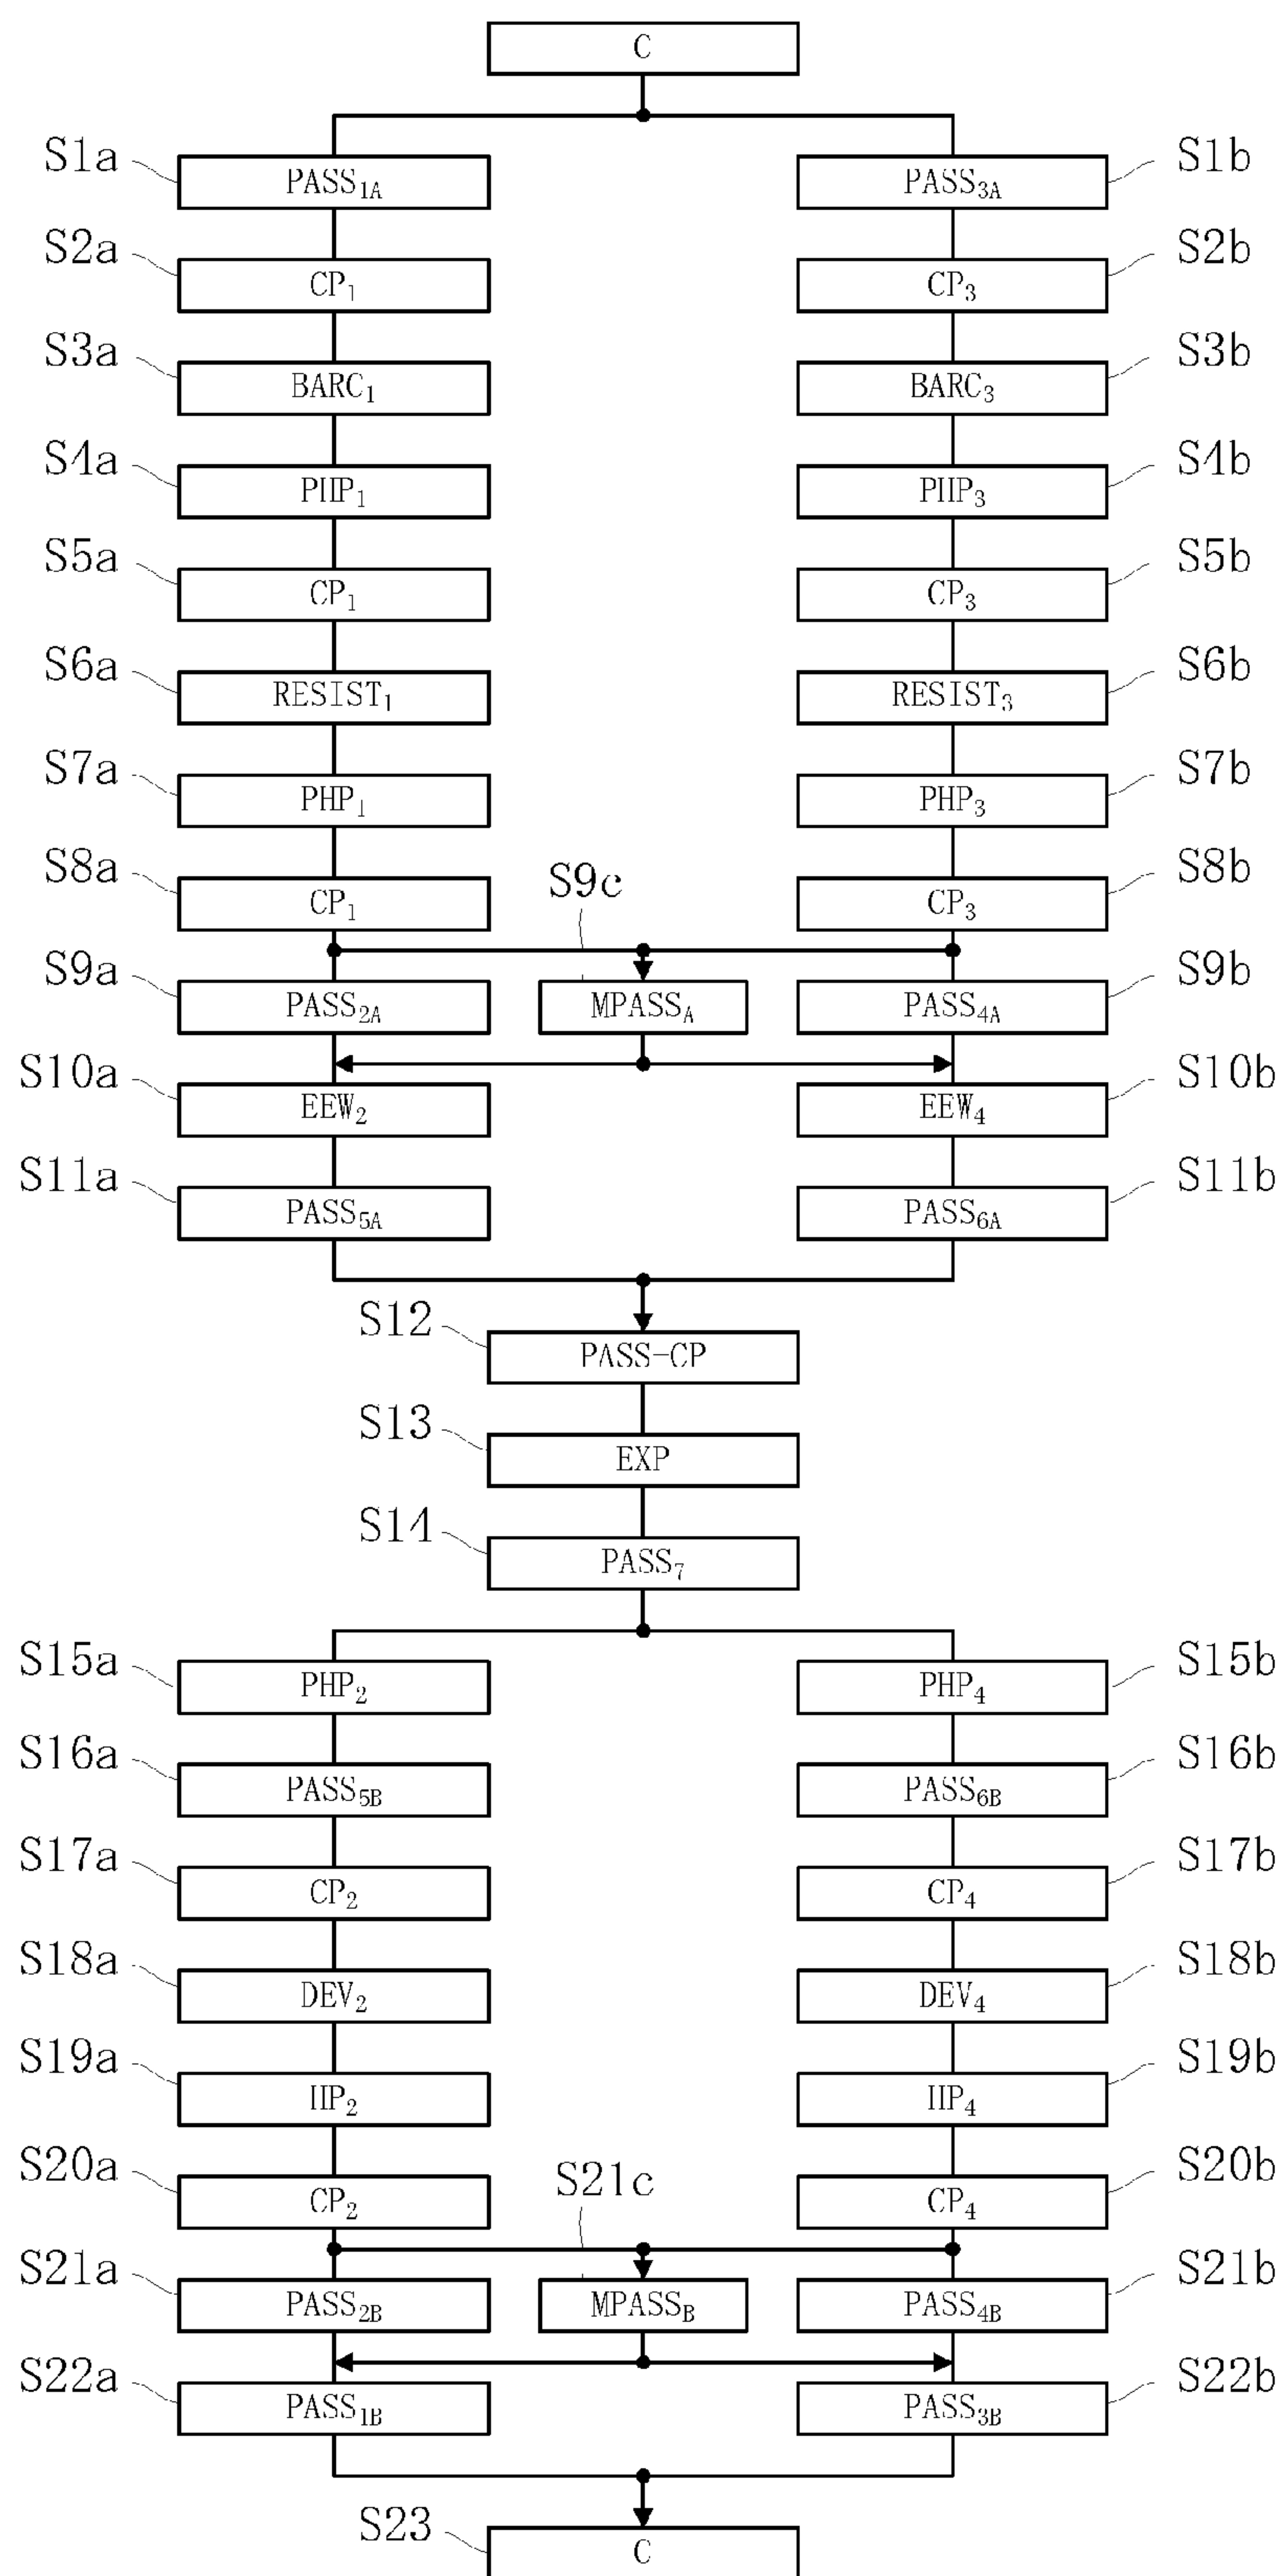 C
S1a PASS1A PASS3A S1b
S2a CP1 CP3 S2b
S3a BARC1 BARC3 S3b
S4a PHP1 PHP3 S4b
S5a CP1 CP3 S5b
S6a RESIST1 RESIST3 S6b
S7a PHP1 PHP3 S7b
S8a CP1 CP3 S8b
S9c
S9a PASS2A MPASSA PASS4A S9b
S10a EEW2 EEW4 S10b
S11a PASS5A PASS6A S11b
S12 PASS-CP
S13 EXP
S14 PASS7
S15a PHP2 PHP4 S15b
S16a PASS5B PASS6B S16b
S17a CP2 CP4 S17b
S18a DEV2 DEV4 S18b
S19a HP2 HP4 S19b
S20a CP2 CP4 S20b
S21c
S21a PASS2B MPASSB PASS4B S21b
S22a PASS1B PASS3B S22b
S23 C